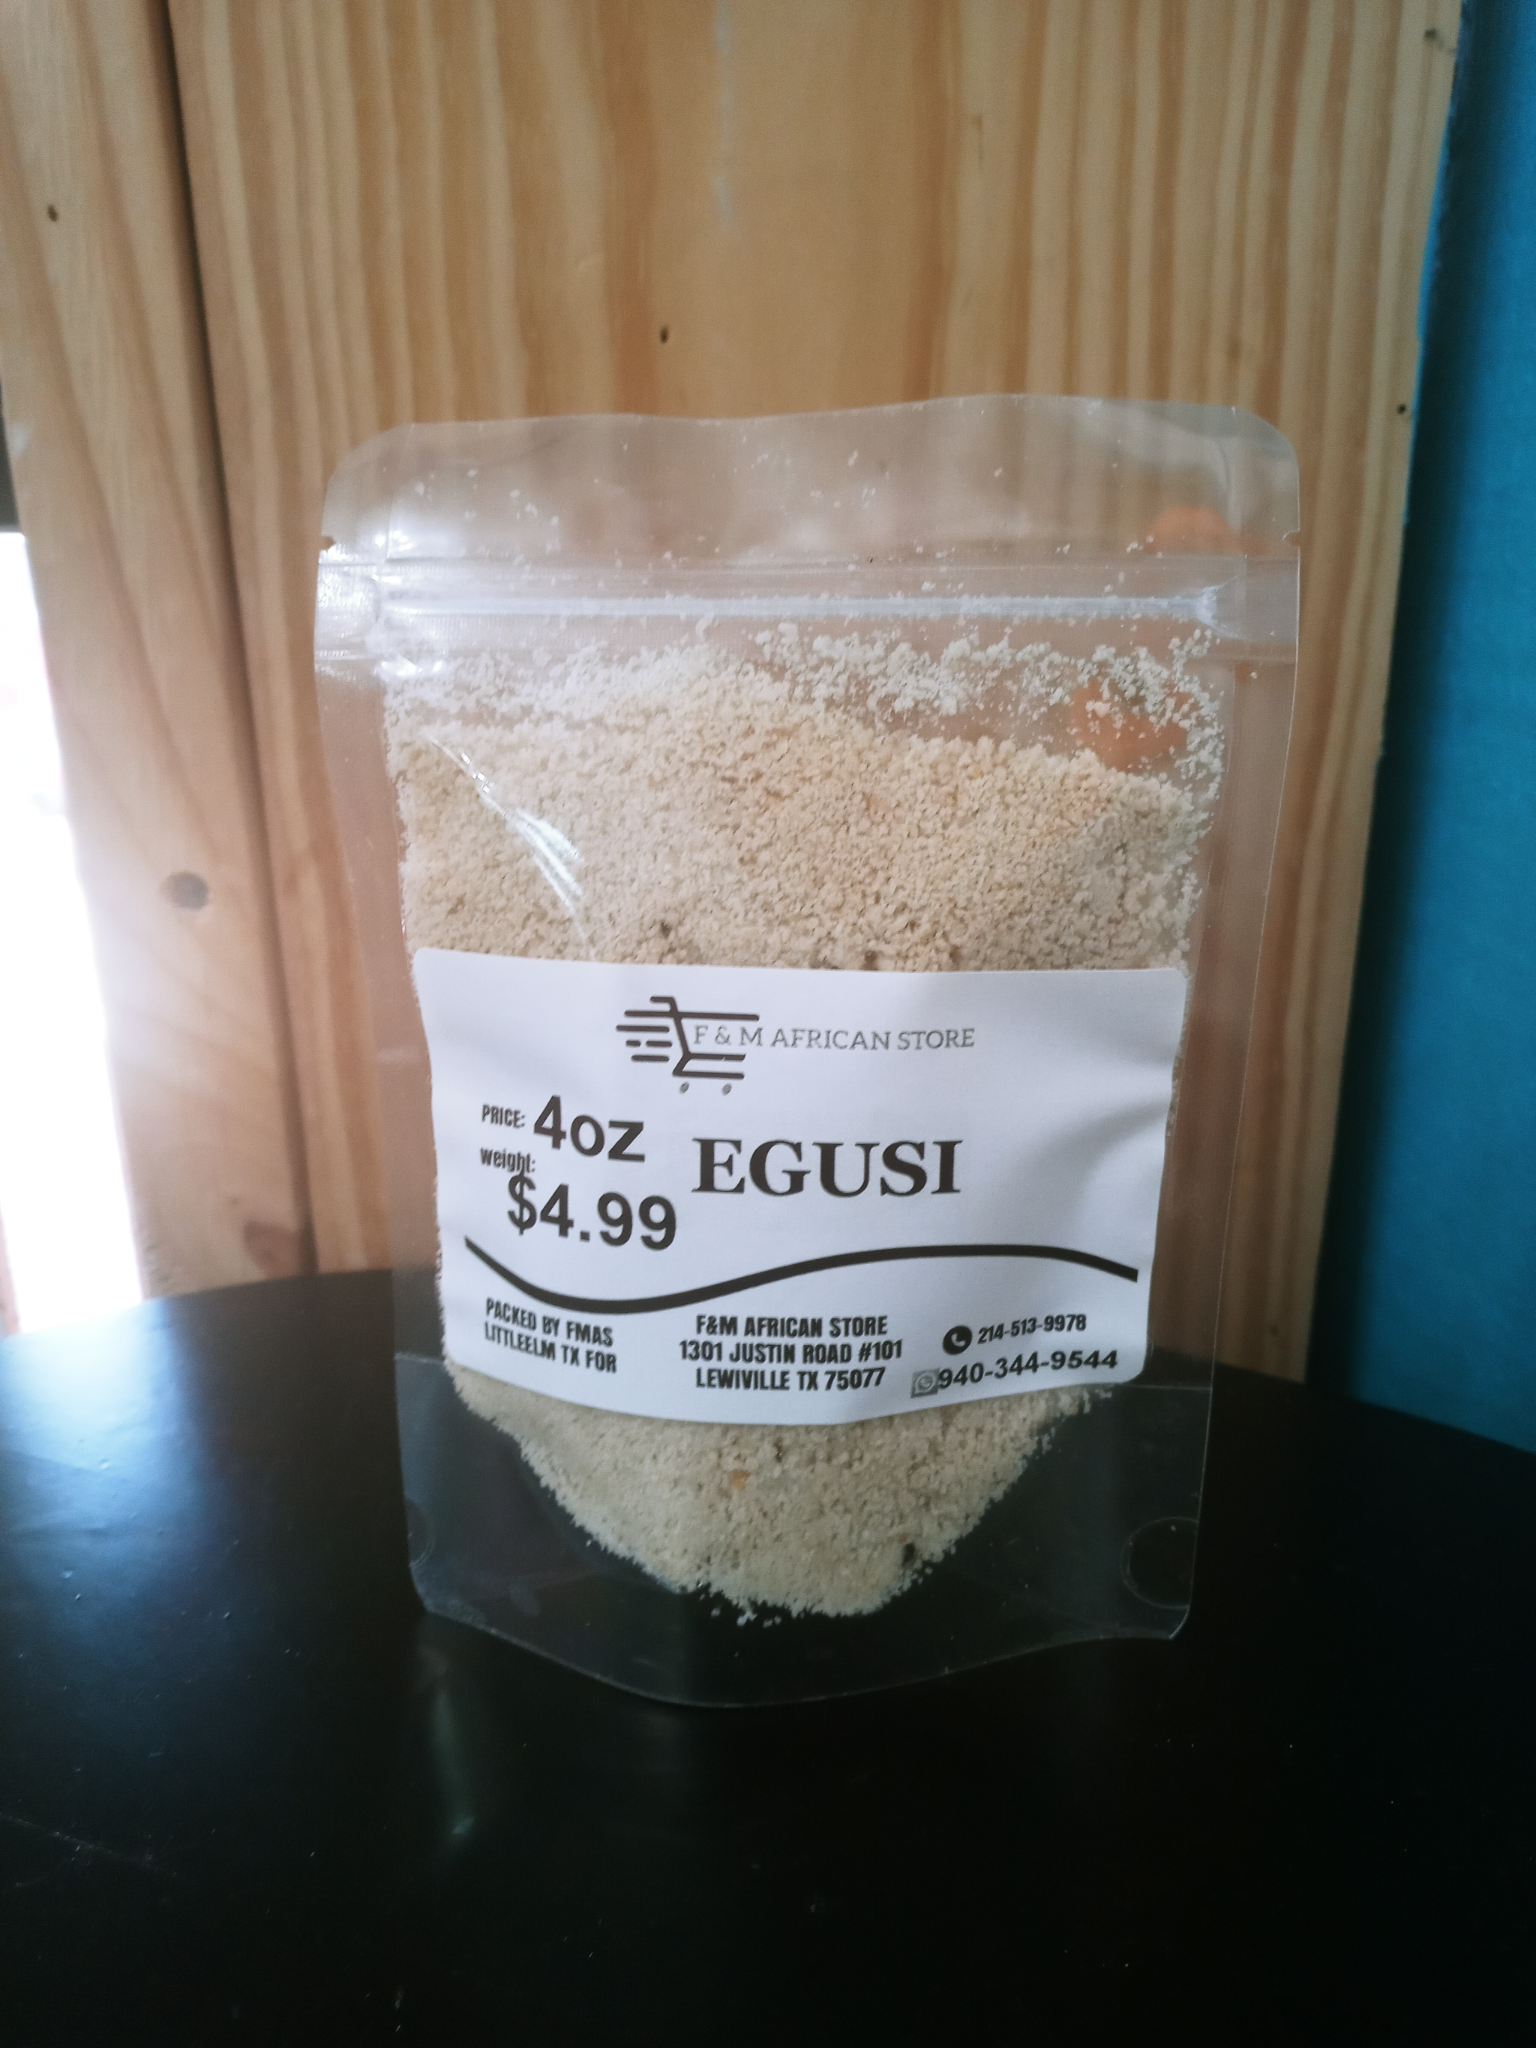 F & M AFRICAN STORE
PRICE: 4oz
weight:
$4.99
EGUSI
PACKED BY FMAS
LITTLEELM TX FOR
F&M AFRICAN STORE
1301 JUSTIN ROAD #101
LEWIVILLE TX 75077
214-513-9978
940-344-9544